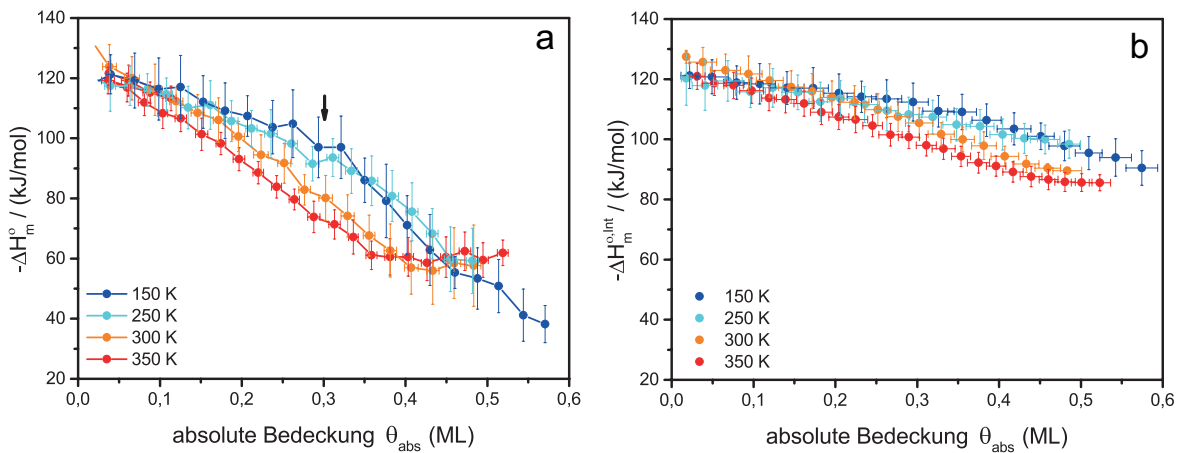 a
140
120
100
80
60
40
20
-ΔH°ₘ / (kJ/mol)
150 K
250 K
300 K
350 K
0,0 0,1 0,2 0,3 0,4 0,5 0,6
absolute Bedeckung θabs (ML)
b
140
120
100
80
60
40
20
-ΔHₘ°,Int / (kJ/mol)
150 K
250 K
300 K
350 K
0,0 0,1 0,2 0,3 0,4 0,5 0,6
absolute Bedeckung θabs (ML)